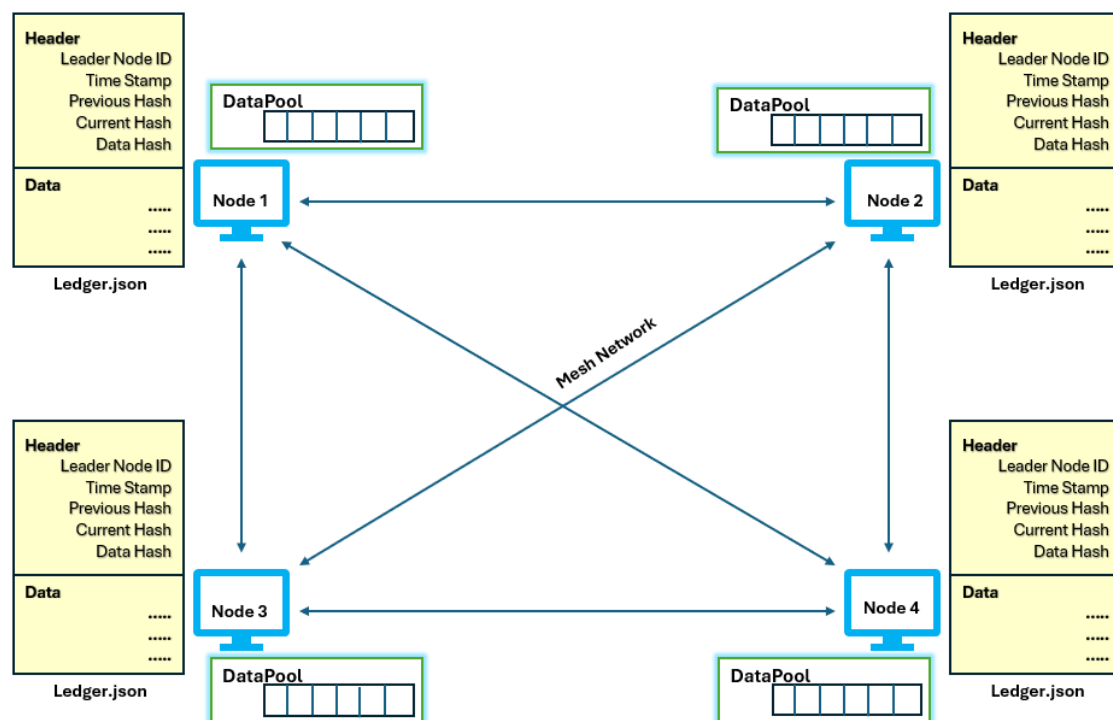 Header
Leader Node ID
Time Stamp
Previous Hash
Current Hash
Data Hash
Data
.....
.....
.....
Ledger.json
DataPool
Node 1
DataPool
Node 2
Header
Leader Node ID
Time Stamp
Previous Hash
Current Hash
Data Hash
Data
.....
.....
.....
Ledger.json
Mesh Network
Header
Leader Node ID
Time Stamp
Previous Hash
Current Hash
Data Hash
Data
.....
.....
.....
Ledger.json
Node 3
DataPool
Node 4
DataPool
Header
Leader Node ID
Time Stamp
Previous Hash
Current Hash
Data Hash
Data
.....
.....
.....
Ledger.json